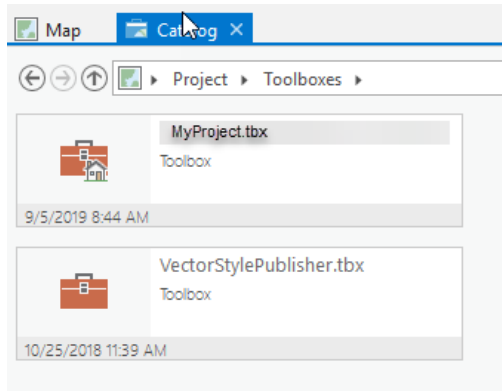 Map
Catalog
Project Toolboxes
MyProject.tbx
Toolbox
9/5/2019 8:44 AM
VectorStylePublisher.tbx
Toolbox
10/25/2018 11:39 AM